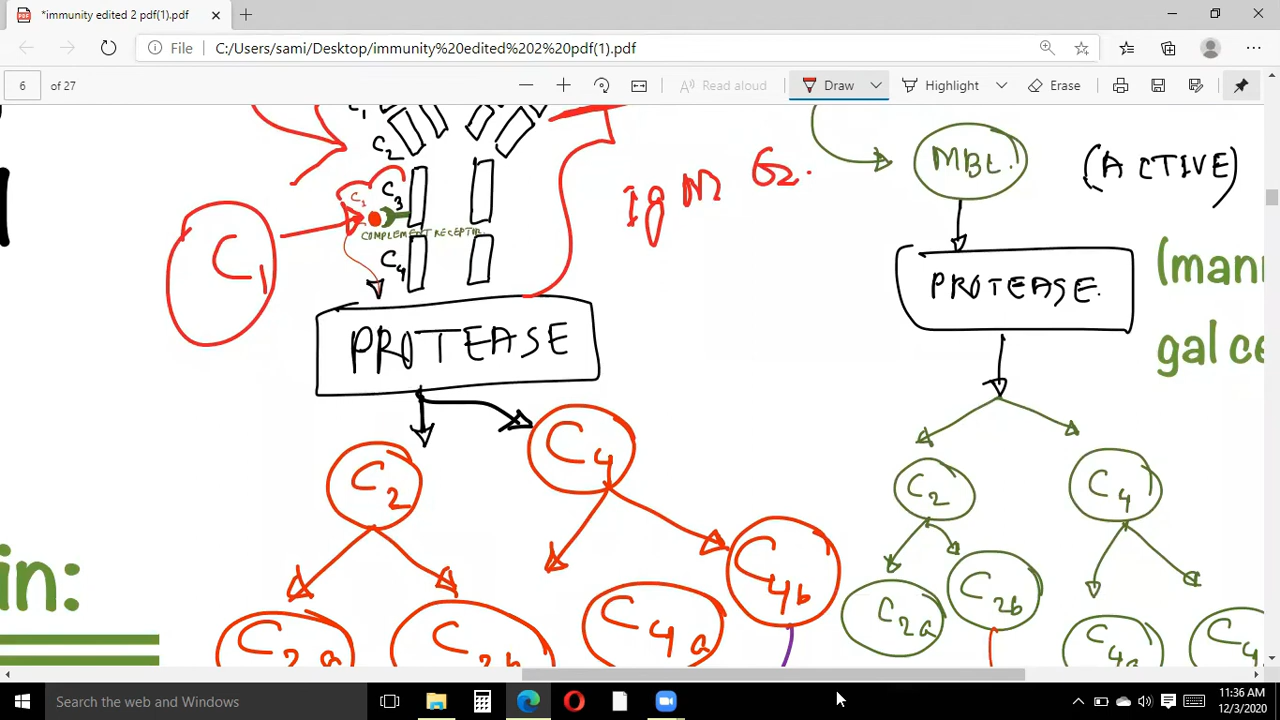 *immunity edited 2 pdf(1).pdf
File C:/Users/sami/Desktop/immunity%20edited%202%20pdf(1).pdf
6 of 27 Read aloud Draw Highlight Erase
C1
C2
C3
C1
COMPLEMENT RECEPTOR
C4
C1
IgM G2.
MBL.
(ACTIVE)
PROTEASE
PROTEASE.
(mann
gal ce
C2
C4
C4b
C2a
C2b
C4a
C2
C4
C2a
C2b
C4a
C4
in:
Search the web and Windows
11:36 AM
12/3/2020